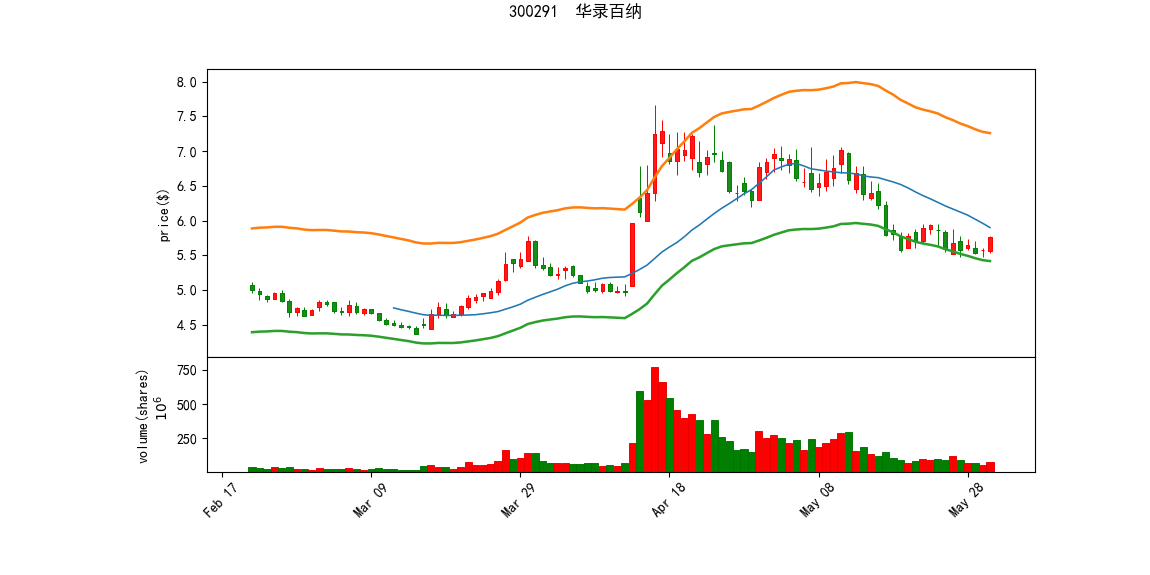 300291 华录百纳
8.0
7.5
7.0
6.5
6.0
5.5
5.0
4.5
price($)
750
500
250
volume(shares)
10^6
Feb 17
Mar 09
Mar 29
Apr 18
May 08
May 28